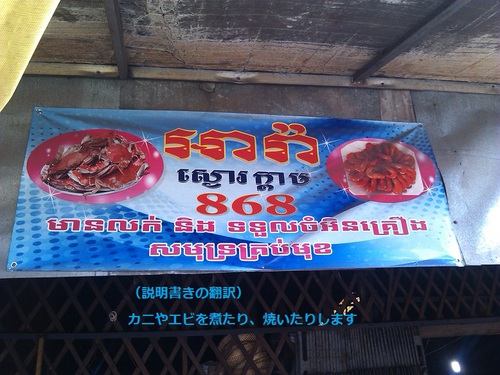 អាវ៉ា
ស្ងោរក្តាម
868
មានលក់ និង ទទួលចំអិនគ្រឿង
សមុទ្រគ្រប់មុខ
（説明書きの翻訳）
カニやエビを煮たり、焼いたりします